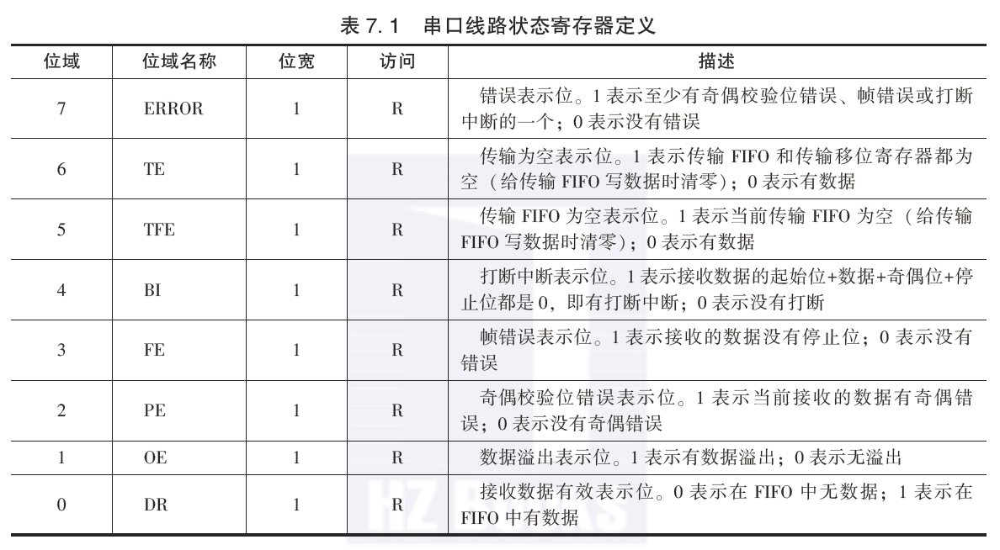 表 7. 1 串口线路状态寄存器定义
位域 位域名称 位宽 访问 描述
7 ERROR 1 R 错误表示位。1 表示至少有奇偶校验位错误、帧错误或打断
中断的一个；0 表示没有错误
6 TE 1 R 传输为空表示位。1 表示传输 FIFO 和传输移位寄存器都为
空（给传输 FIFO 写数据时清零）；0 表示有数据
5 TFE 1 R 传输 FIFO 为空表示位。1 表示当前传输 FIFO 为空（给传输
FIFO 写数据时清零）；0 表示有数据
4 BI 1 R 打断中断表示位。1 表示接收数据的起始位+数据+奇偶位+停
止位都是 0，即有打断中断；0 表示没有打断
3 FE 1 R 帧错误表示位。1 表示接收的数据没有停止位；0 表示没有
错误
2 PE 1 R 奇偶校验位错误表示位。1 表示当前接收的数据有奇偶错
误；0 表示没有奇偶错误
1 OE 1 R 数据溢出表示位。1 表示有数据溢出；0 表示无溢出
0 DR 1 R 接收数据有效表示位。0 表示在 FIFO 中无数据；1 表示在
FIFO 中有数据
HZ BOOKS